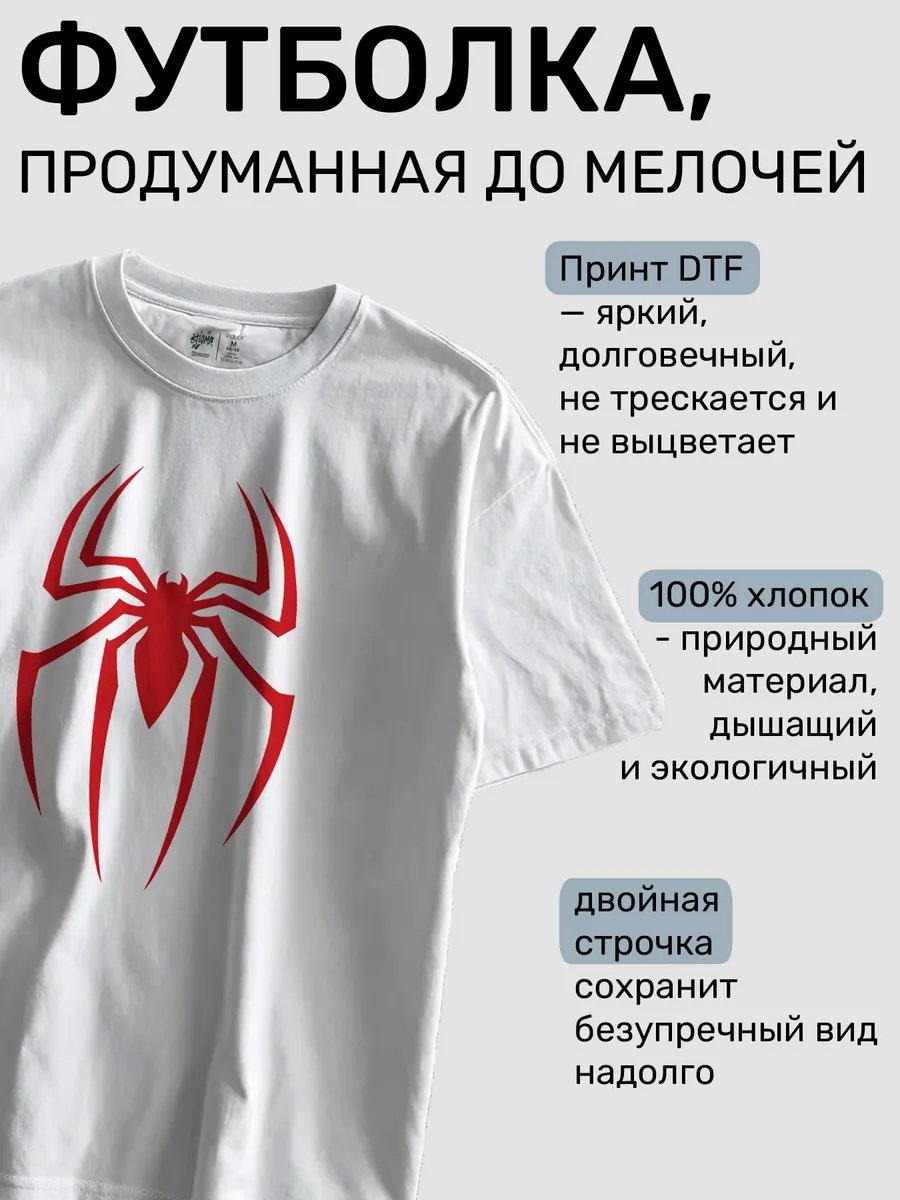 ФУТБОЛКА,
ПРОДУМАННАЯ ДО МЕЛОЧЕЙ
Принт DTF
— яркий,
долговечный,
не трескается и
не выцветает
РАЗМЕР
M
100% хлопок
- природный
материал,
дышащий
и экологичный
двойная
строчка
сохранит
безупречный вид
надолго